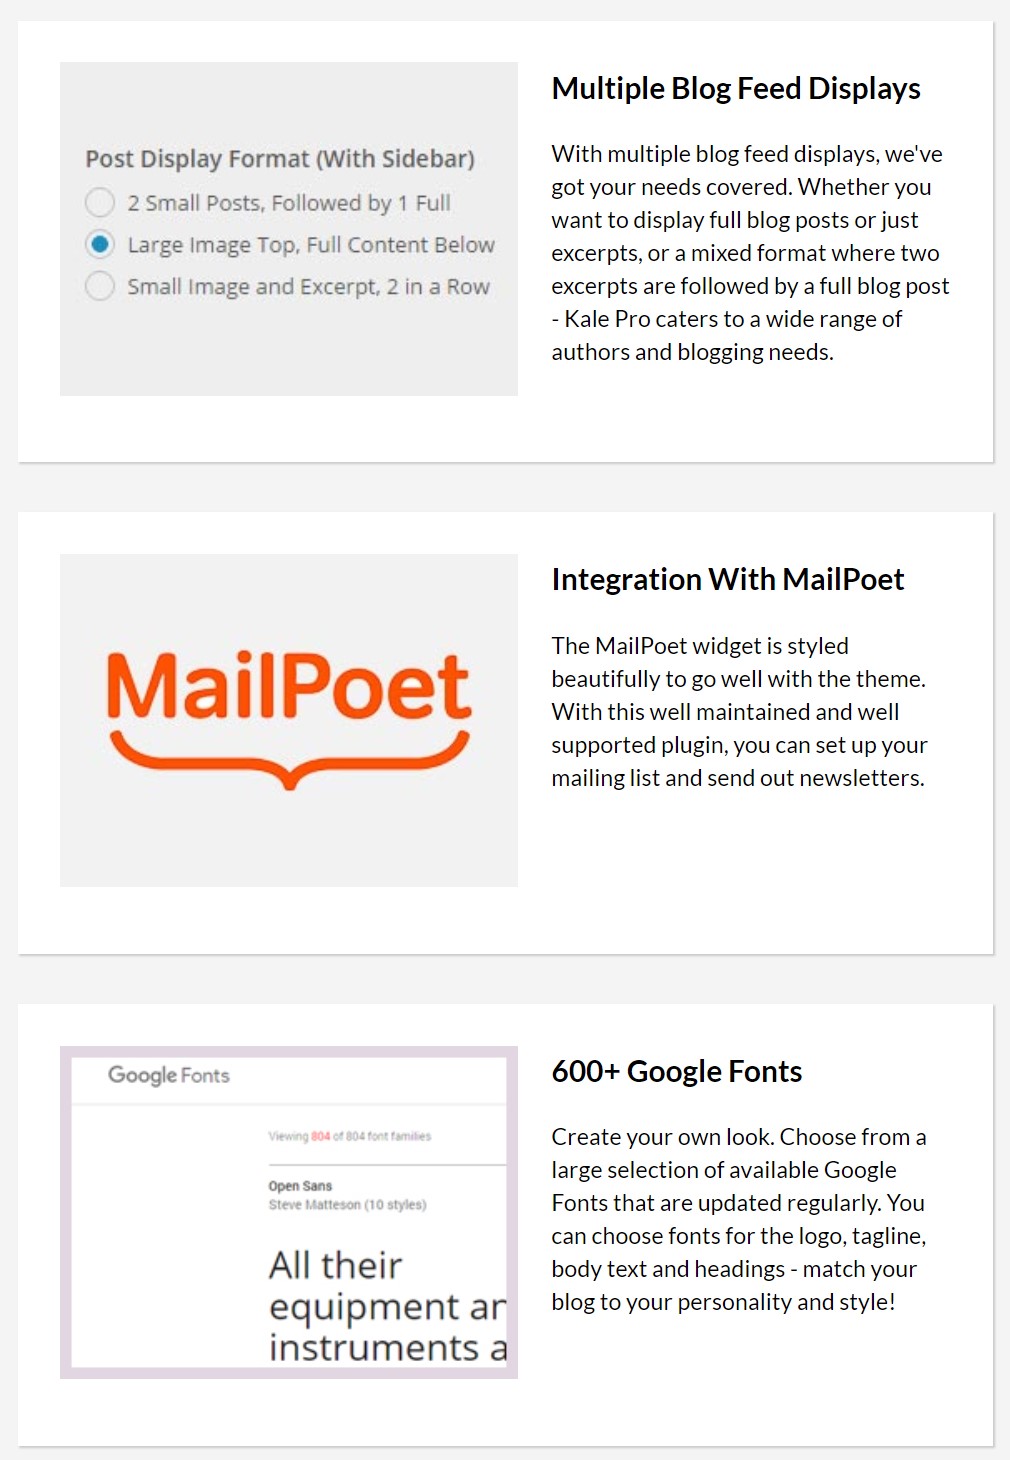 Post Display Format (With Sidebar)
2 Small Posts, Followed by 1 Full
Large Image Top, Full Content Below
Small Image and Excerpt, 2 in a Row
Multiple Blog Feed Displays
With multiple blog feed displays, we've
got your needs covered. Whether you
want to display full blog posts or just
excerpts, or a mixed format where two
excerpts are followed by a full blog post
- Kale Pro caters to a wide range of
authors and blogging needs.
MailPoet
Integration With MailPoet
The MailPoet widget is styled
beautifully to go well with the theme.
With this well maintained and well
supported plugin, you can set up your
mailing list and send out newsletters.
Google Fonts
Viewing 804 of 804 font families
Open Sans
Steve Matteson (10 styles)
All their
equipment an
instruments a
600+ Google Fonts
Create your own look. Choose from a
large selection of available Google
Fonts that are updated regularly. You
can choose fonts for the logo, tagline,
body text and headings - match your
blog to your personality and style!